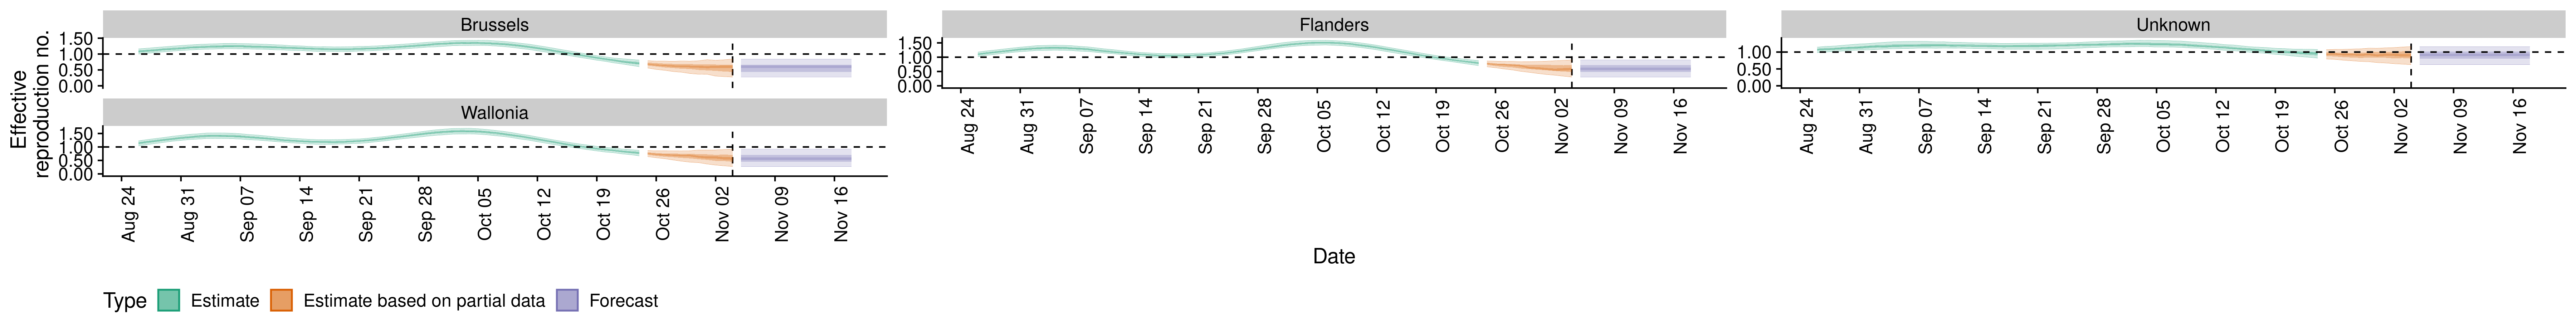 Brussels
Flanders
Unknown
Effective
reproduction no.
1.50
1.00
0.50
0.00
1.50
1.00
0.50
0.00
1.00
0.50
0.00
Wallonia
1.50
1.00
0.50
0.00
Aug 24 Aug 31 Sep 07 Sep 14 Sep 21 Sep 28 Oct 05 Oct 12 Oct 19 Oct 26 Nov 02 Nov 09 Nov 16
Aug 24 Aug 31 Sep 07 Sep 14 Sep 21 Sep 28 Oct 05 Oct 12 Oct 19 Oct 26 Nov 02 Nov 09 Nov 16
Aug 24 Aug 31 Sep 07 Sep 14 Sep 21 Sep 28 Oct 05 Oct 12 Oct 19 Oct 26 Nov 02 Nov 09 Nov 16
Date
Type Estimate Estimate based on partial data Forecast